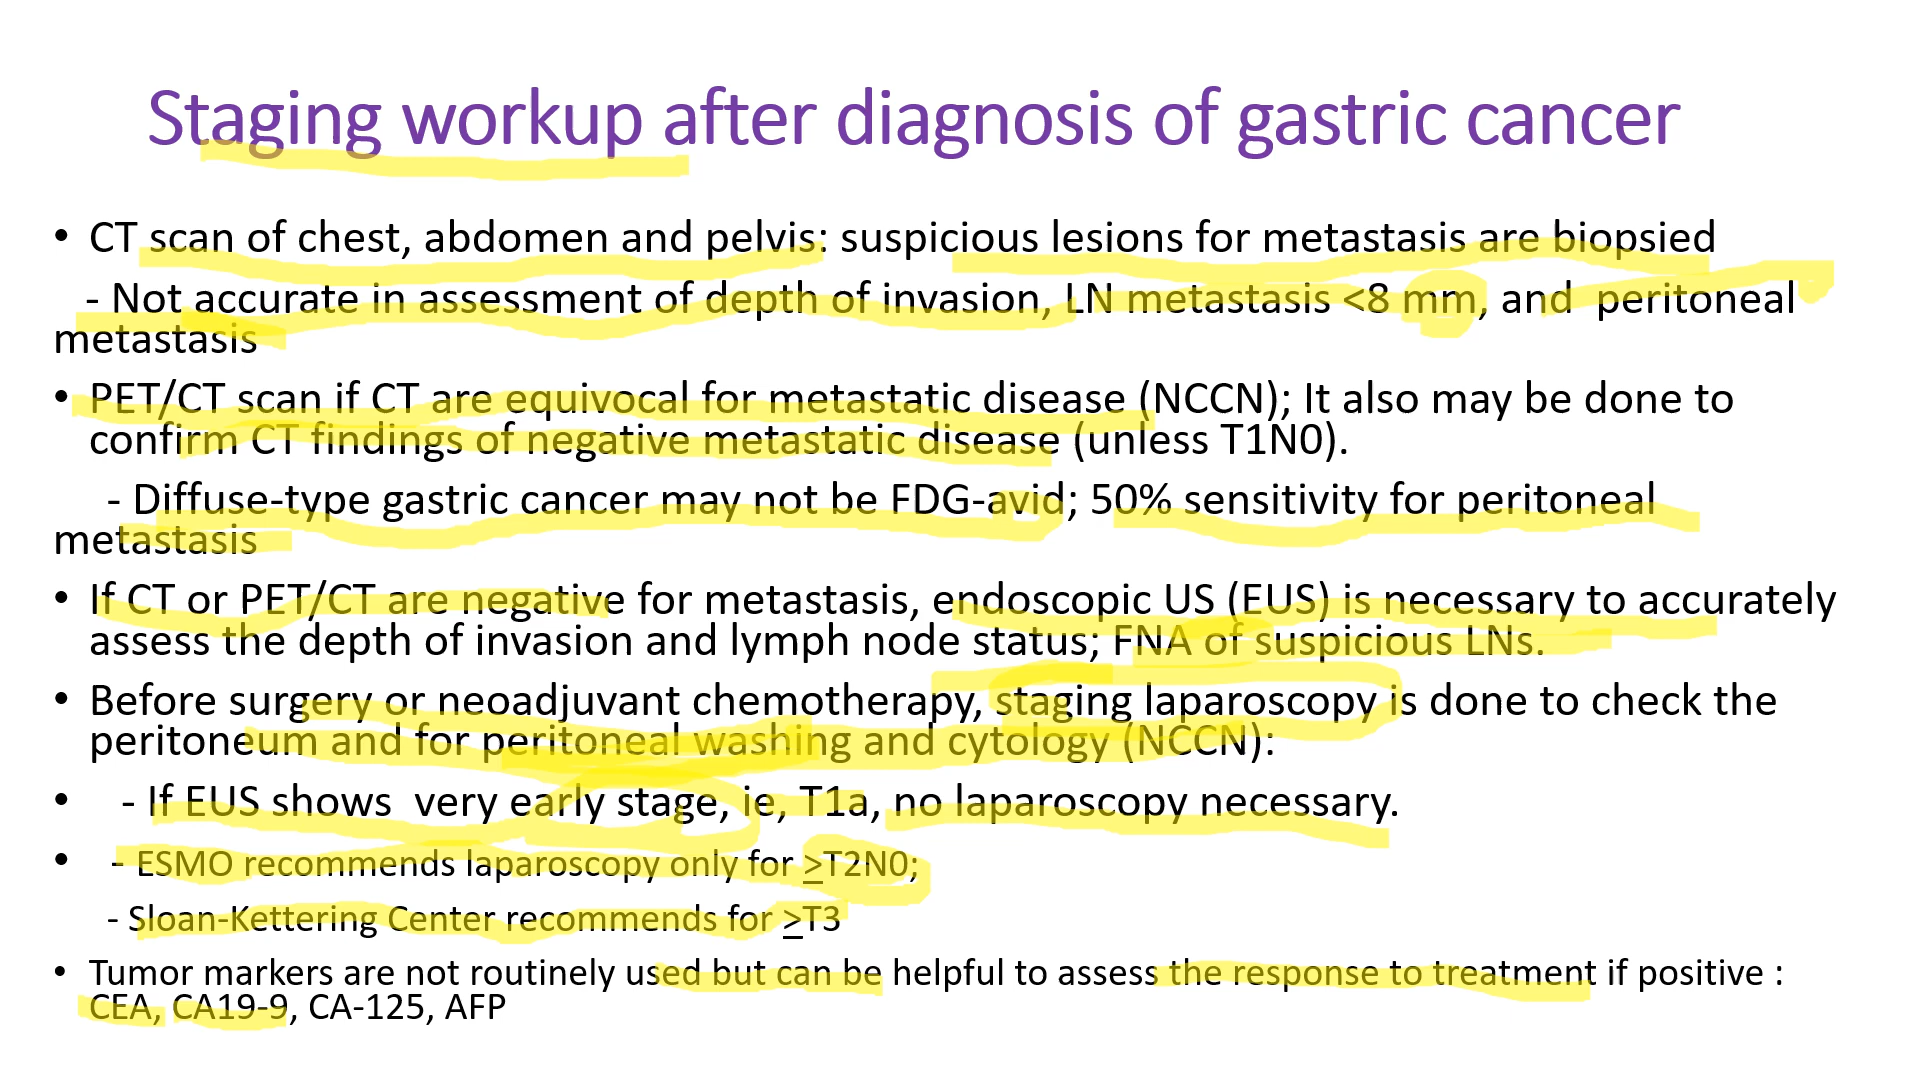 Staging workup after diagnosis of gastric cancer
• CT scan of chest, abdomen and pelvis: suspicious lesions for metastasis are biopsied
- Not accurate in assessment of depth of invasion, LN metastasis <8 mm, and  peritoneal
metastasis
• PET/CT scan if CT are equivocal for metastatic disease (NCCN); It also may be done to
confirm CT findings of negative metastatic disease (unless T1N0).
- Diffuse-type gastric cancer may not be FDG-avid; 50% sensitivity for peritoneal
metastasis
• If CT or PET/CT are negative for metastasis, endoscopic US (EUS) is necessary to accurately
assess the depth of invasion and lymph node status; FNA of suspicious LNs.
• Before surgery or neoadjuvant chemotherapy, staging laparoscopy is done to check the
peritoneum and for peritoneal washing and cytology (NCCN):
• - If EUS shows  very early stage, ie, T1a, no laparoscopy necessary.
• - ESMO recommends laparoscopy only for >T2N0;
- Sloan-Kettering Center recommends for >T3
• Tumor markers are not routinely used but can be helpful to assess the response to treatment if positive :
CEA, CA19-9, CA-125, AFP